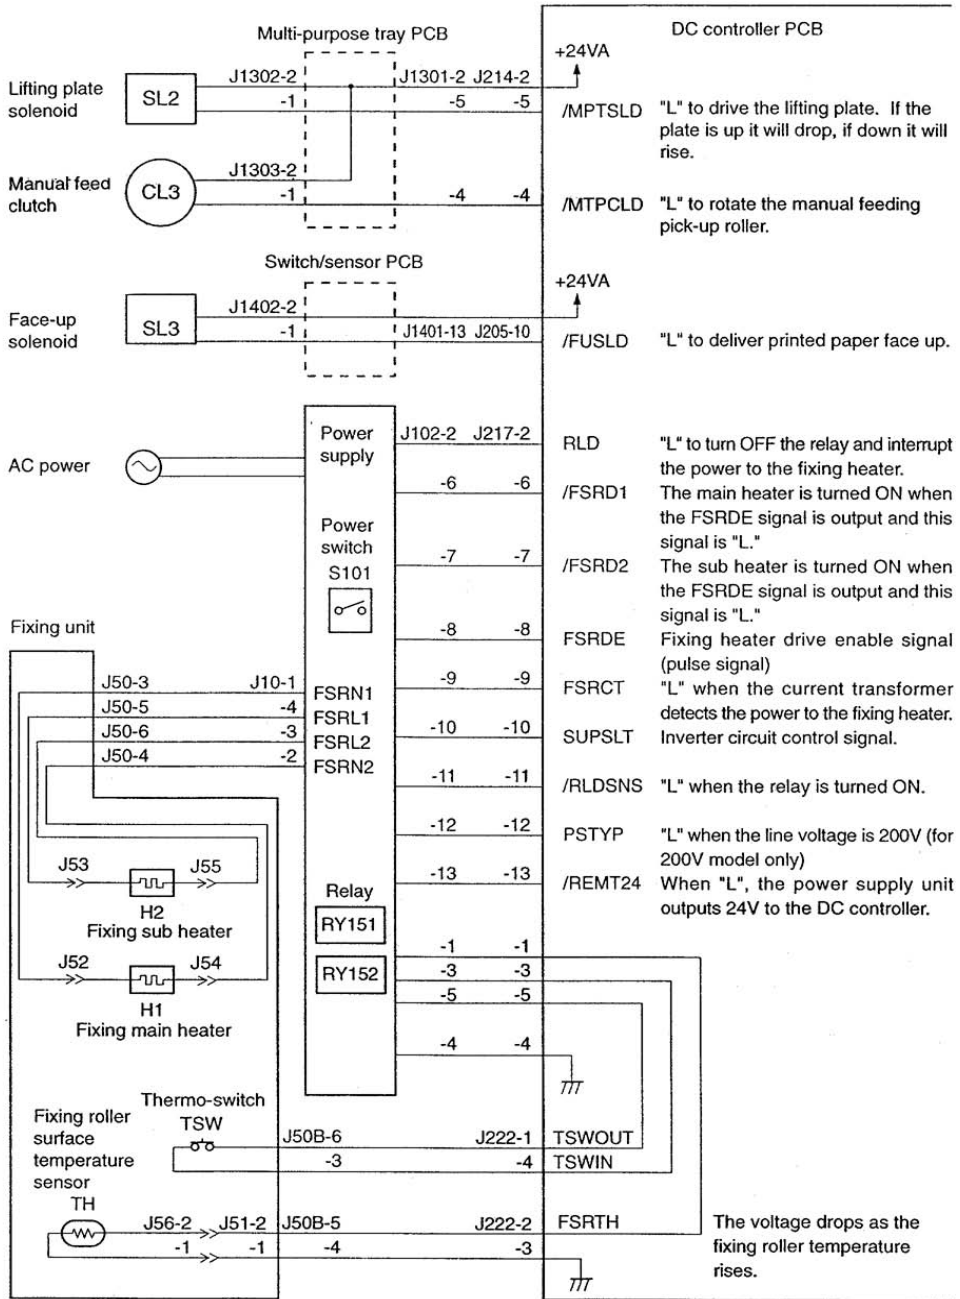 Multi-purpose tray PCB
DC controller PCB
+24VA
J1302-2
J1301-2 J214-2
Lifting plate
solenoid
SL2
-1
-5
-5
/MPTSLD
"L" to drive the lifting plate. If the
plate is up it will drop, if down it will
rise.
J1303-2
Manual feed
clutch
CL3
-1
-4
-4
/MTPCLD
"L" to rotate the manual feeding
pick-up roller.
Switch/sensor PCB
+24VA
J1402-2
Face-up
solenoid
SL3
-1
J1401-13 J205-10
/FUSLD
"L" to deliver printed paper face up.
AC power
Power
supply
J102-2 J217-2
RLD
"L" to turn OFF the relay and interrupt
the power to the fixing heater.
-6
-6
/FSRD1
The main heater is turned ON when
the FSRDE signal is output and this
signal is "L."
Power
switch
S101
-7
-7
/FSRD2
The sub heater is turned ON when
the FSRDE signal is output and this
signal is "L."
-8
-8
FSRDE
Fixing heater drive enable signal
(pulse signal)
Fixing unit
J50-3
J10-1
FSRN1
-9
-9
FSRCT
"L" when the current transformer
detects the power to the fixing heater.
J50-5
-4
FSRL1
J50-6
-3
FSRL2
-10
-10
SUPSLT
Inverter circuit control signal.
J50-4
-2
FSRN2
-11
-11
/RLDSNS
"L" when the relay is turned ON.
-12
-12
PSTYP
"L" when the line voltage is 200V (for
200V model only)
J53
J55
H2
Fixing sub heater
-13
-13
/REMT24
When "L", the power supply unit
outputs 24V to the DC controller.
Relay
RY151
RY152
J52
J54
H1
Fixing main heater
-1
-1
-3
-3
-5
-5
-4
-4
Thermo-switch
TSW
J50B-6
J222-1
TSWOUT
-3
-4
TSWIN
Fixing roller
surface
temperature
sensor
TH
J56-2
J51-2
J50B-5
J222-2
FSRTH
The voltage drops as the
fixing roller temperature
rises.
-1
-1
-4
-3